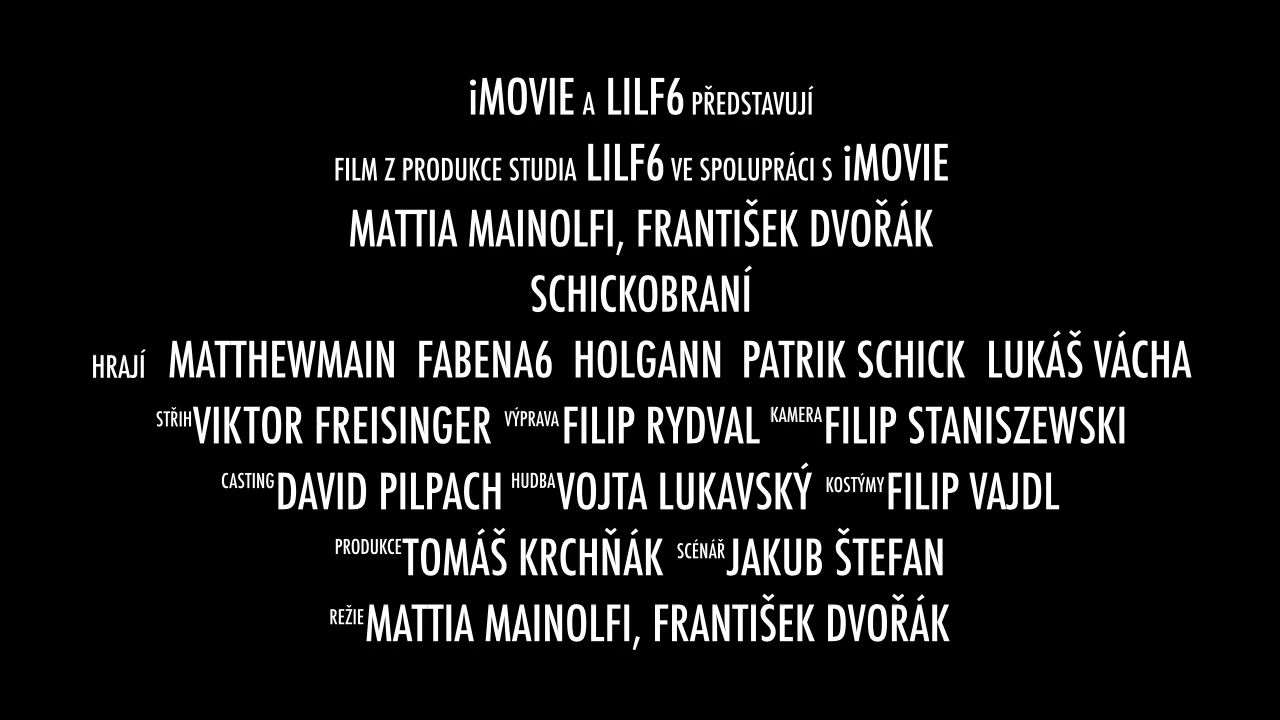 iMOVIE A LILF6 PŘEDSTAVUJÍ
FILM Z PRODUKCE STUDIA LILF6 VE SPOLUPRÁCI S iMOVIE
MATTIA MAINOLFI, FRANTIŠEK DVOŘÁK
SCHICKOBRANÍ
HRAJÍ MATTHEWMAIN FABENA6 HOLGANN PATRIK SCHICK LUKÁŠ VÁCHA
STŘIH VIKTOR FREISINGER VÝPRAVA FILIP RYDVAL KAMERA FILIP STANISZEWSKI
CASTING DAVID PILPACH HUDBA VOJTA LUKAVSKÝ KOSTÝMY FILIP VAJDL
PRODUKCE TOMÁŠ KRCHŇÁK SCÉNÁŘ JAKUB ŠTEFAN
REŽIE MATTIA MAINOLFI, FRANTIŠEK DVOŘÁK